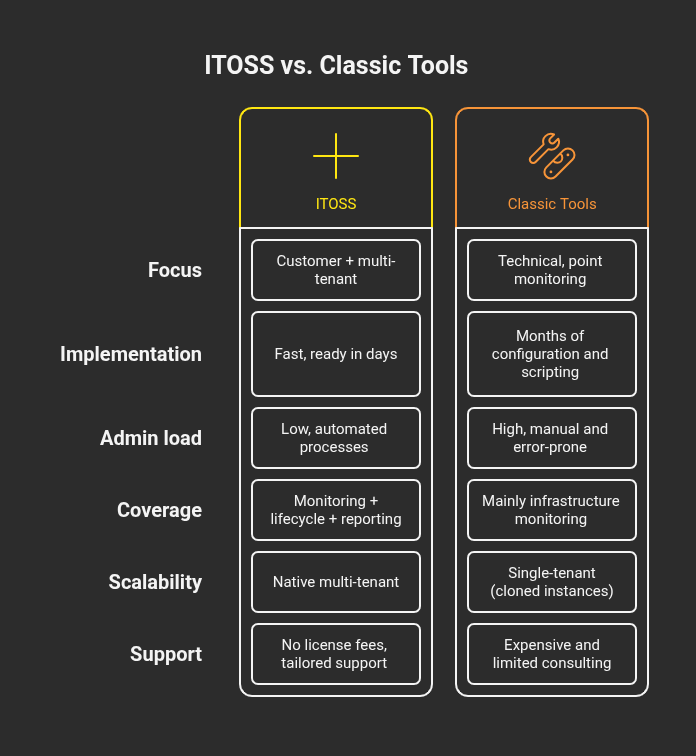 ITOSS vs. Classic Tools
ITOSS
Classic Tools
Focus
Customer + multi-
tenant
Technical, point
monitoring
Implementation
Fast, ready in days
Months of
configuration and
scripting
Admin load
Low, automated
processes
High, manual and
error-prone
Coverage
Monitoring +
lifecycle + reporting
Mainly infrastructure
monitoring
Scalability
Native multi-tenant
Single-tenant
(cloned instances)
Support
No license fees,
tailored support
Expensive and
limited consulting